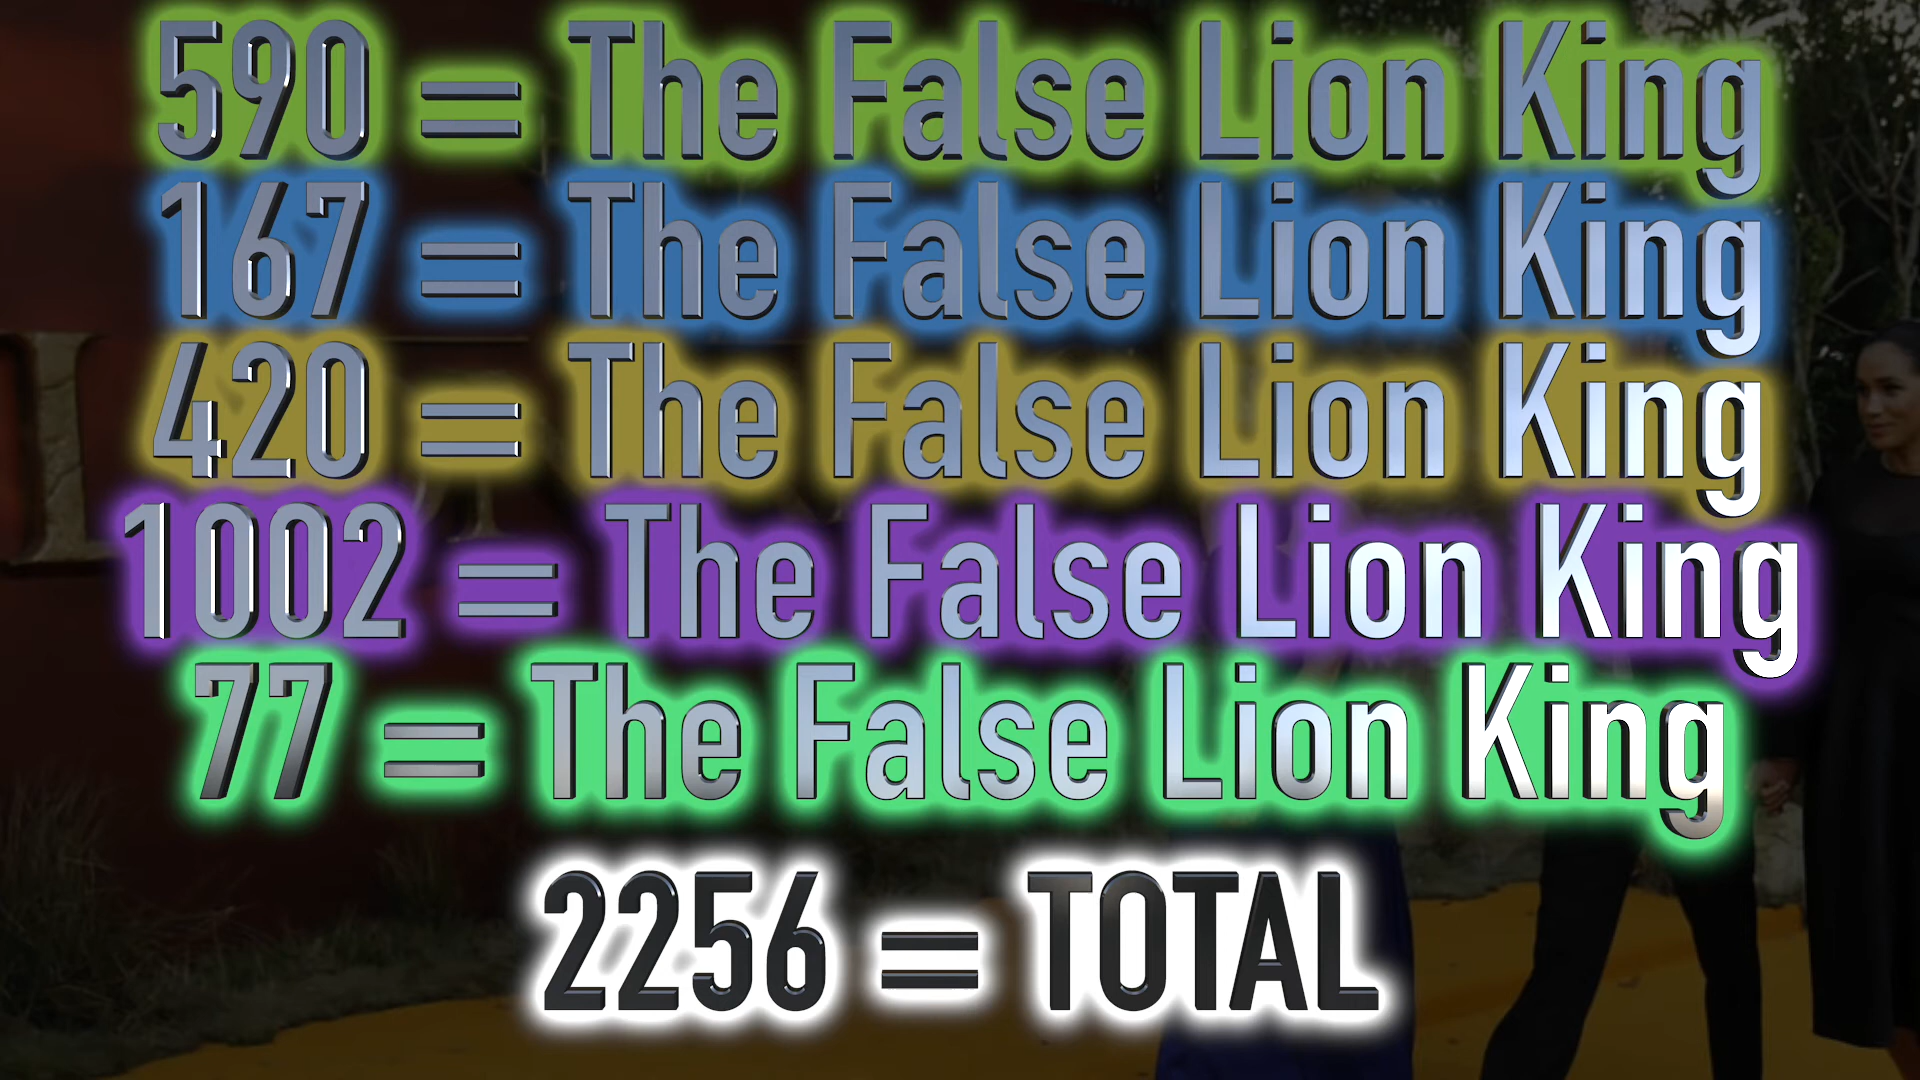 590 = The False Lion King
167 = The False Lion King
420 = The False Lion King
1002 = The False Lion King
77 = The False Lion King
2256 = TOTAL